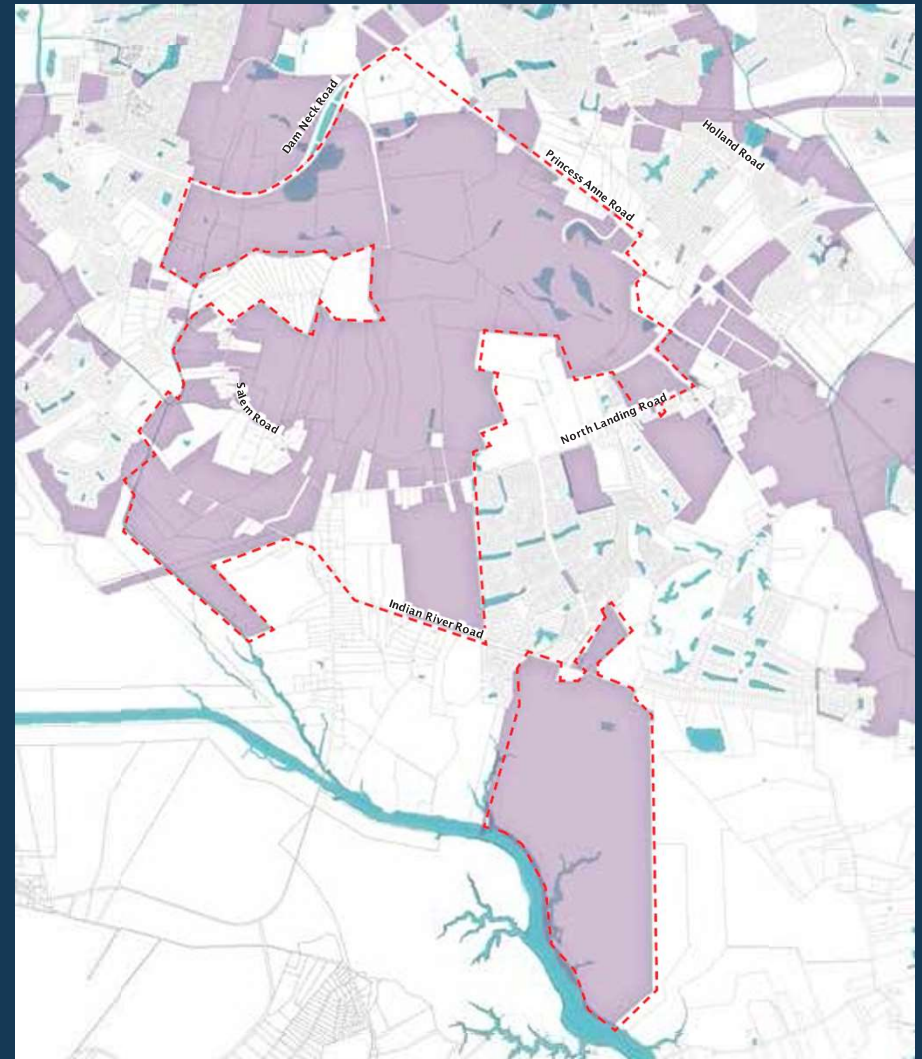 Dam Neck Road
Holland Road
Princess Anne Road
Salem Road
North Landing Road
Indian River Road